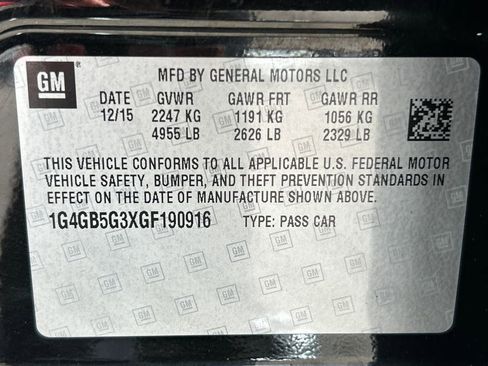 GM MFD BY GENERAL MOTORS LLC
DATE GVWR GAWR FRT GAWR RR
12/15 2247 KG 1191 KG 1056 KG
4955 LB 2626 LB 2329 LB
THIS VEHICLE CONFORMS TO ALL APPLICABLE U.S. FEDERAL MOTOR
VEHICLE SAFETY, BUMPER, AND THEFT PREVENTION STANDARDS IN
EFFECT ON THE DATE OF MANUFACTURE SHOWN ABOVE.
1G4GB5G3XGF190916 TYPE: PASS CAR